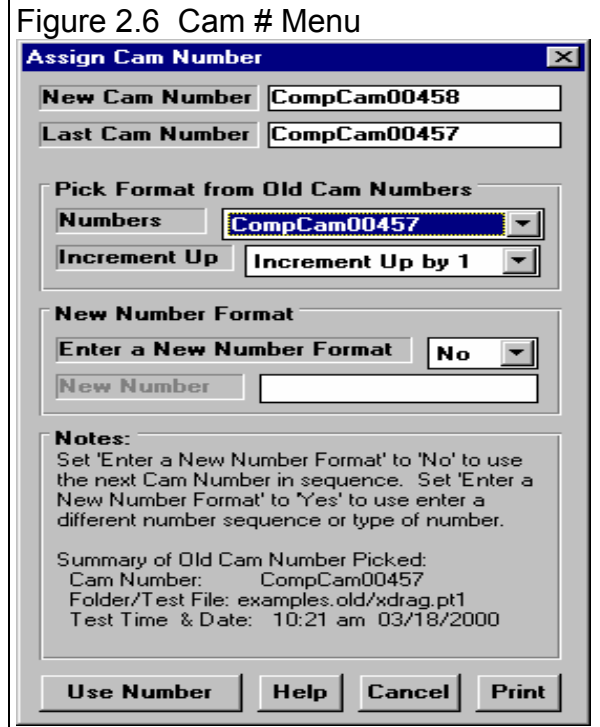 Figure 2.6  Cam # Menu
Assign Cam Number
New Cam Number CompCam00458
Last Cam Number CompCam00457
Pick Format from Old Cam Numbers
Numbers CompCam00457
Increment Up Increment Up by 1
New Number Format
Enter a New Number Format No
New Number
Notes:
Set 'Enter a New Number Format' to 'No' to use
the next Cam Number in sequence.  Set 'Enter a
New Number Format' to 'Yes' to use enter a
different number sequence or type of number.
Summary of Old Cam Number Picked:
Cam Number: CompCam00457
Folder/Test File: examples.old/xdrag.pt1
Test Time & Date: 10:21 am 03/18/2000
Use Number Help Cancel Print